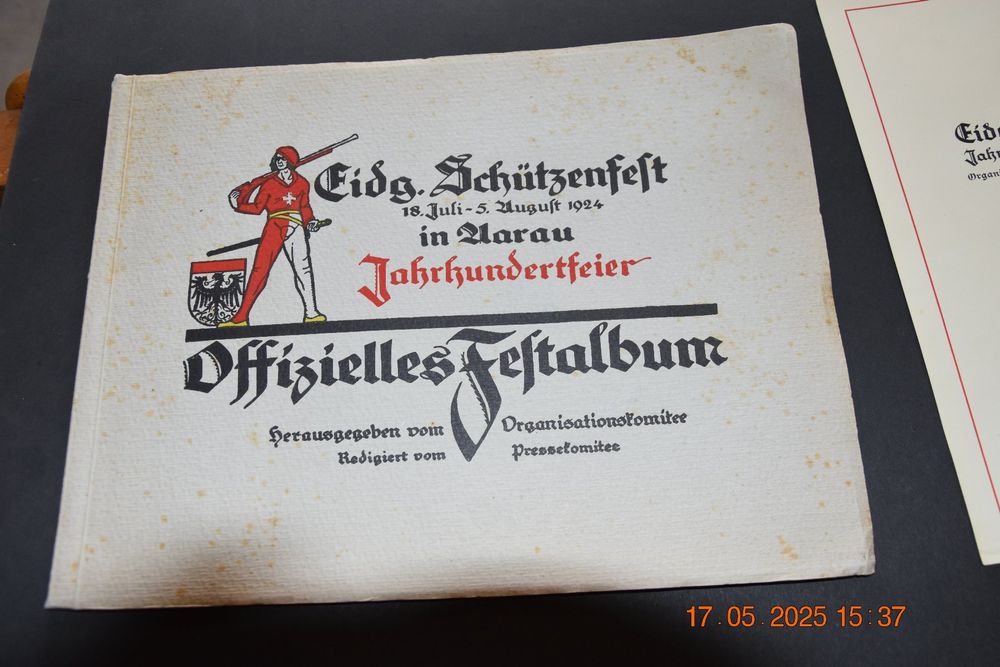 Eidg. Schützenfest
18. Juli - 5. August 1924
in Aarau
Jahrhundertfeier
Offizielles Festalbum
Herausgegeben vom Organisationskomitee
Redigiert vom Pressekomitee
17.05.2025 15:37